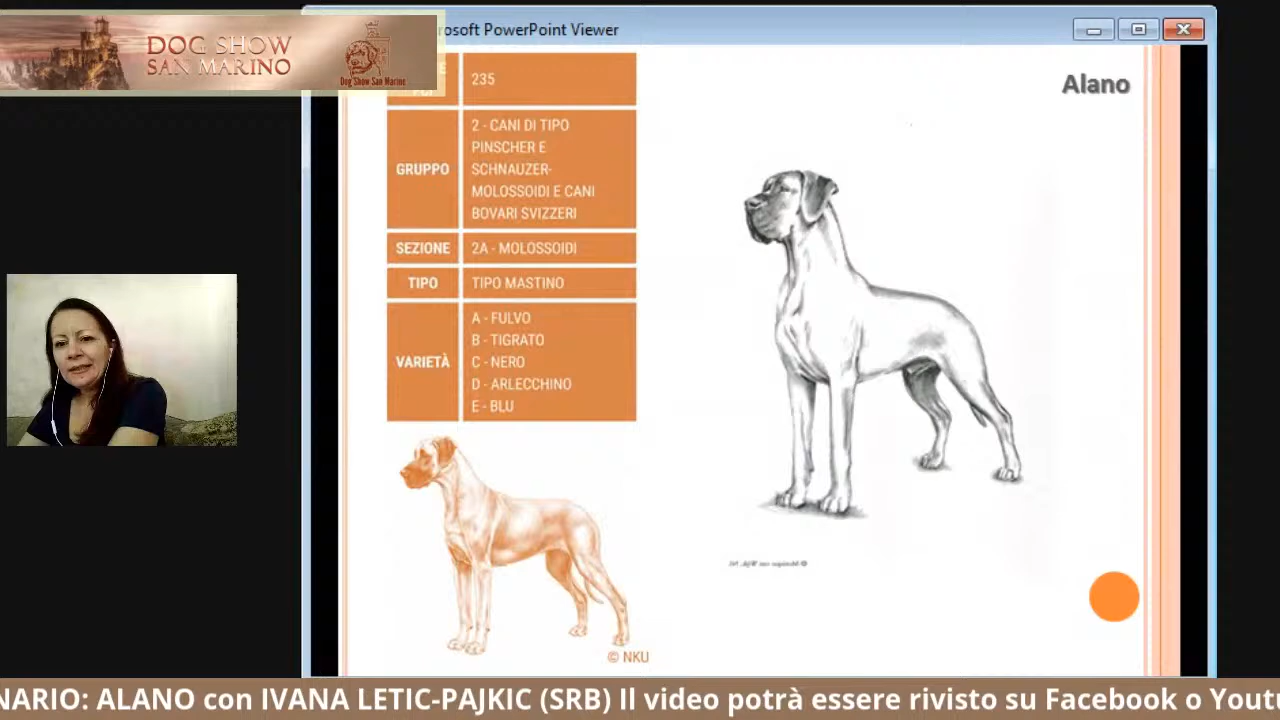 DOG SHOW
SAN MARINO
Dog Show San Marino
rosoft PowerPoint Viewer
235
Alano
GRUPPO
2 - CANI DI TIPO
PINSCHER E
SCHNAUZER-
MOLOSSOIDI E CANI
BOVARI SVIZZERI
SEZIONE
2A - MOLOSSOIDI
TIPO
TIPO MASTINO
VARIETÀ
A - FULVO
B - TIGRATO
C - NERO
D - ARLECCHINO
E - BLU
© NKU
NARIO: ALANO con IVANA LETIC-PAJKIC (SRB) Il video potrà essere rivisto su Facebook o Yout